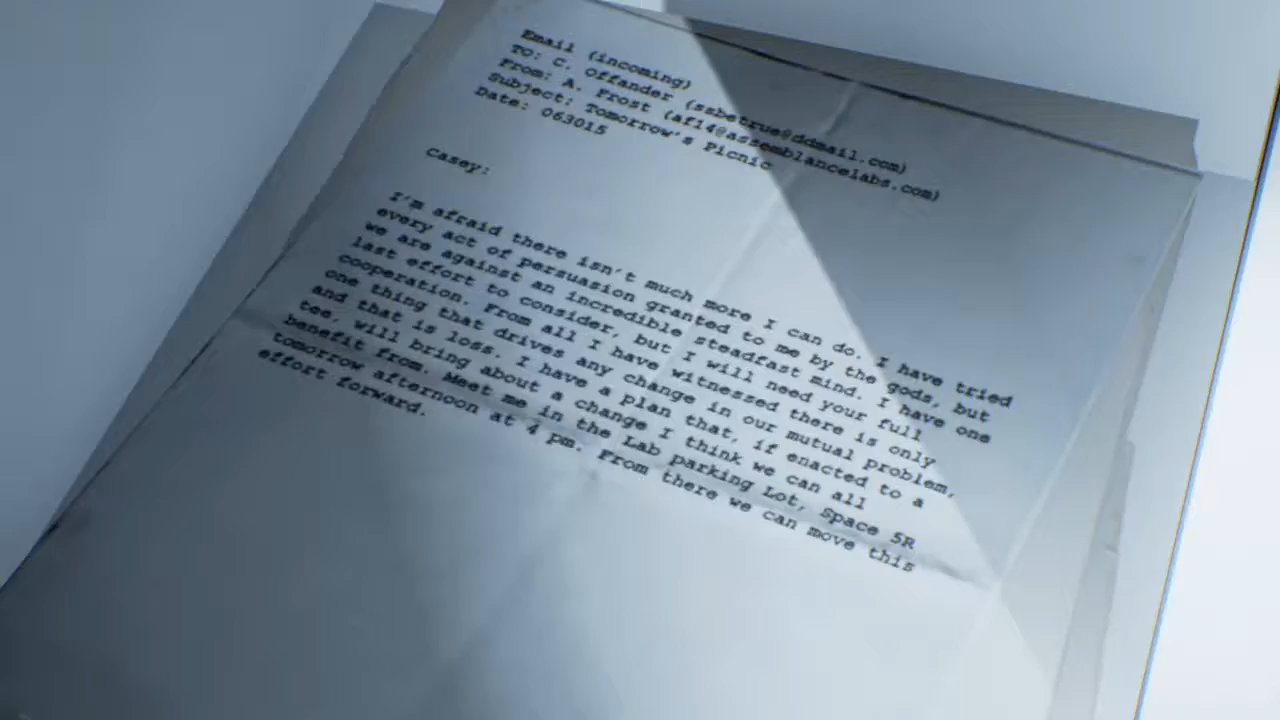 Email (incoming)
TO: C. Offander (ssbetrue@ddmail.com)
From: A. Frost (af14@assemblancelabs.com)
Subject: Tomorrow's Picnic
Date: 063015
Casey:
I'm afraid there isn't much more I can do. I have tried
every act of persuasion granted to me by the gods, but
we are against an incredible steadfast mind. I have one
last effort to consider, but I will need your full
cooperation. From all I have witnessed there is only
one thing that drives any change in our mutual problem,
and that is loss. I have a plan that, if enacted to a
tee, will bring about a change I think we can all
benefit from. Meet me in the Lab parking Lot, Space 5R
tomorrow afternoon at 4 pm. From there we can move this
effort forward.